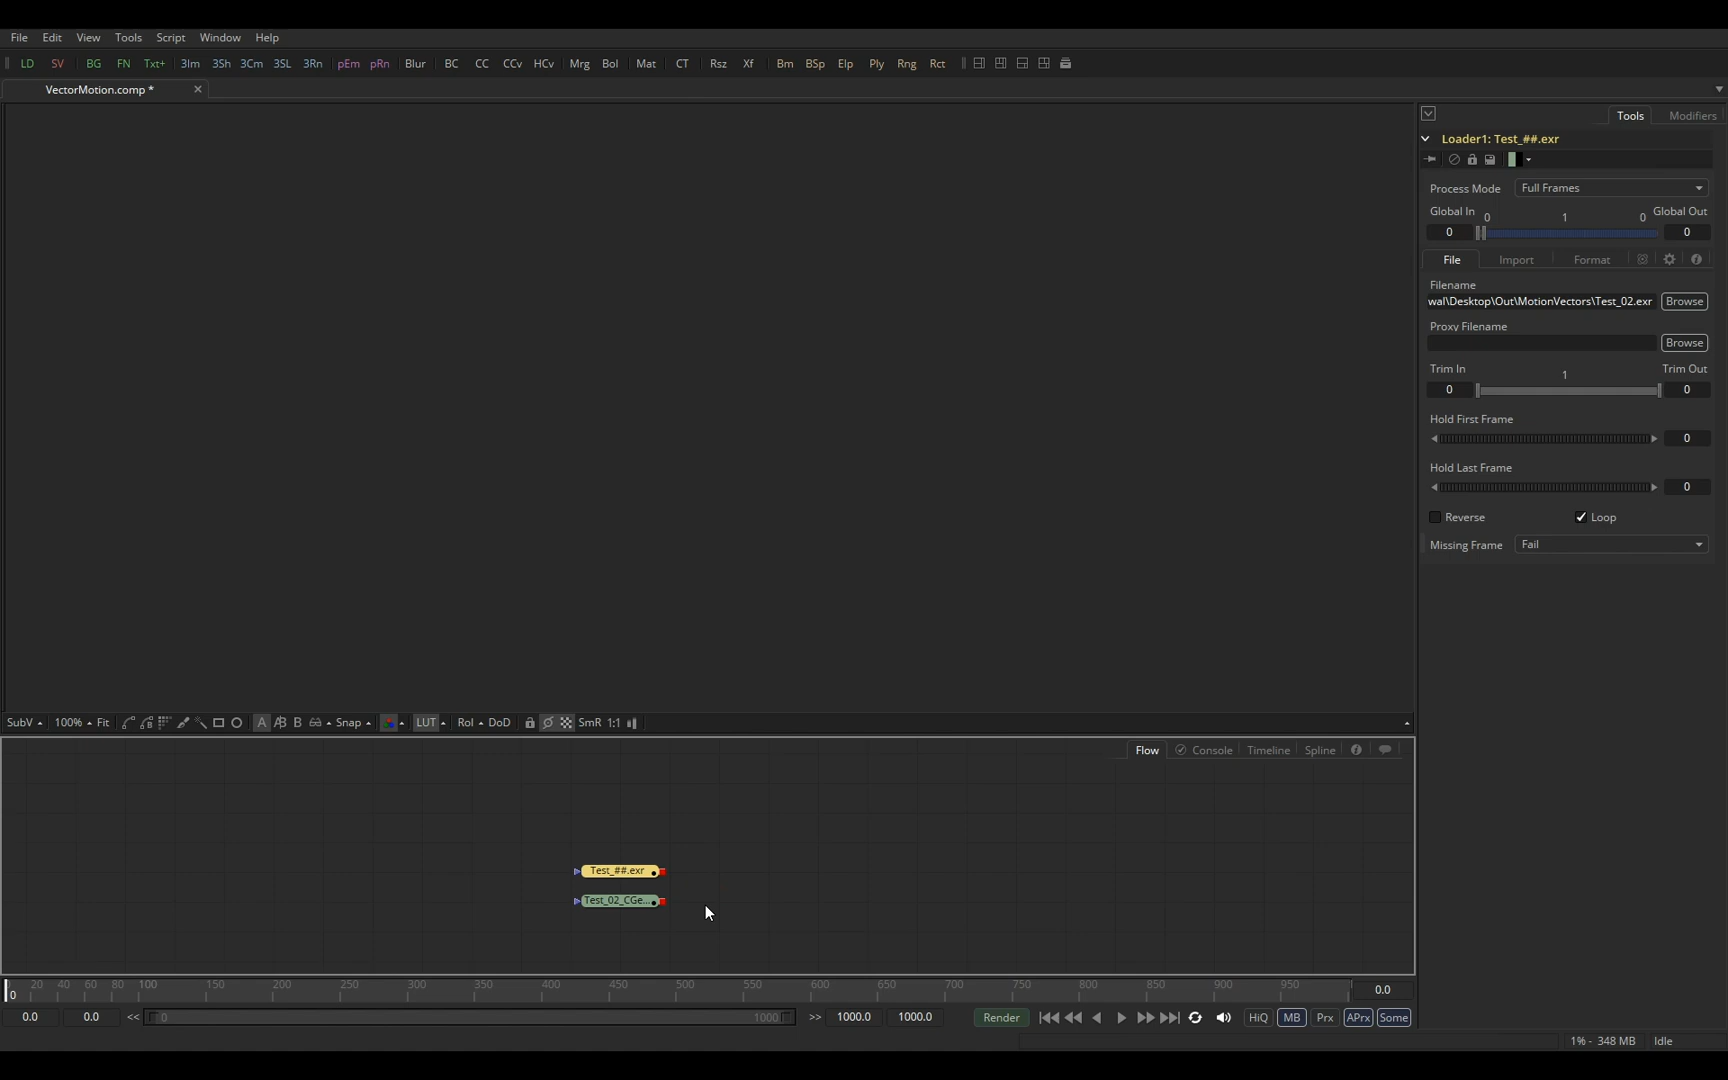 File Edit View Tools Script Window Help
LD SV BG FN Txt+ 3Im 3Sh 3Cm 3SL 3Rn pEm pRn Blur BC CC CCv HCv Mrg Bol Mat CT Rsz Xf Bm BSp Elp Ply Rng Rct
VectorMotion.comp *
Tools Modifiers
Loader1: Test_##.exr
Process Mode Full Frames
Global In 0 1 0 Global Out
0 0
File Import Format
Filename
wal\Desktop\Out\MotionVectors\Test_02.exr Browse
Proxy Filename
Browse
Trim In 1 Trim Out
0 0
Hold First Frame
0
Hold Last Frame
0
Reverse Loop
Missing Frame Fail
SubV 100% Fit A B Snap LUT RoI DoD SmR 1:1
Flow Console Timeline Spline
Test_##.exr
Test_02_CGe...
20 40 60 80 100 150 200 250 300 350 400 450 500 550 600 650 700 750 800 850 900 950
0 0.0
0.0 0.0 << 0 1000 >> 1000.0 1000.0 Render HiQ MB Prx APrx Some
1% - 348 MB Idle